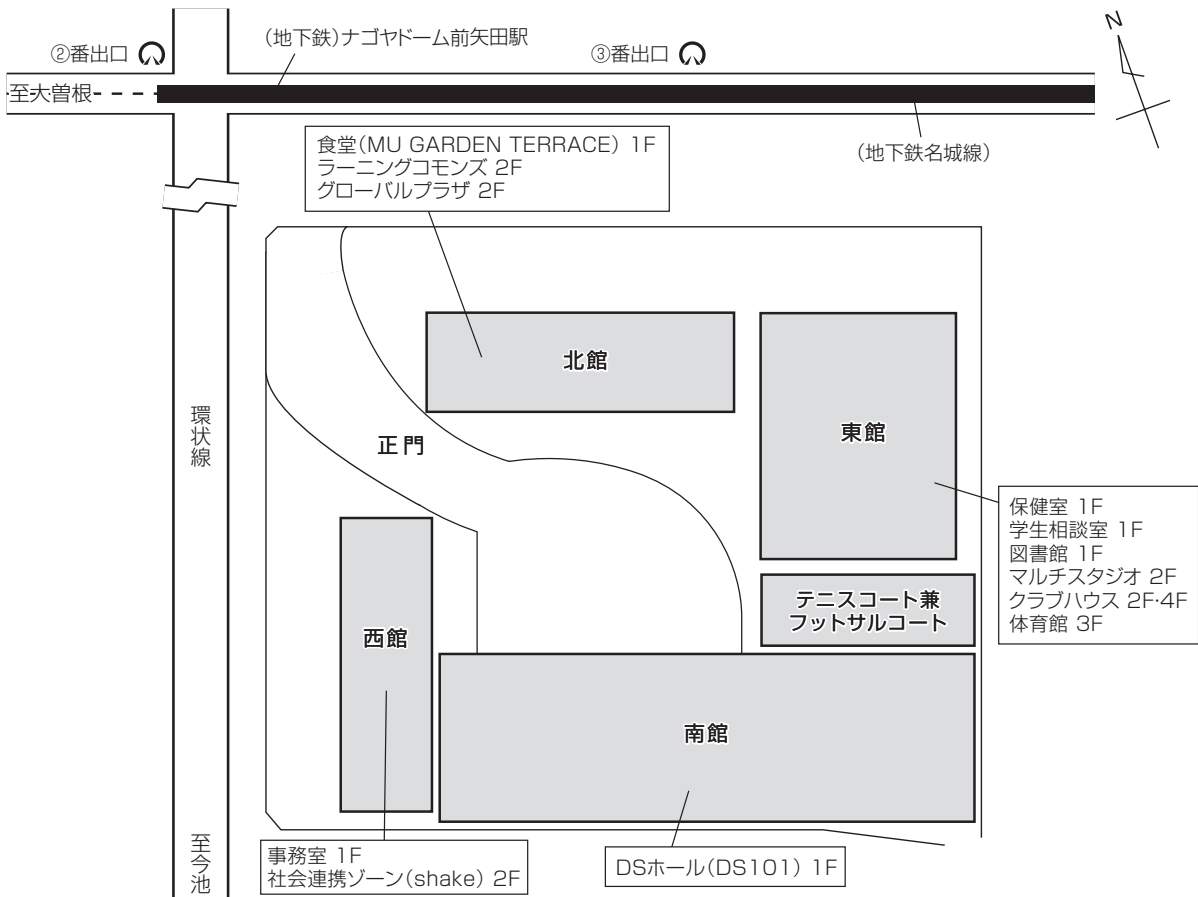 ②番出口
(地下鉄)ナゴヤドーム前矢田駅
③番出口
N
至大曽根
(地下鉄名城線)
食堂(MU GARDEN TERRACE) 1F
ラーニングコモンズ 2F
グローバルプラザ 2F
北館
東館
環状線
正門
保健室 1F
学生相談室 1F
図書館 1F
マルチスタジオ 2F
クラブハウス 2F・4F
体育館 3F
テニスコート兼
フットサルコート
西館
南館
至今池
事務室 1F
社会連携ゾーン(shake) 2F
DSホール(DS101) 1F